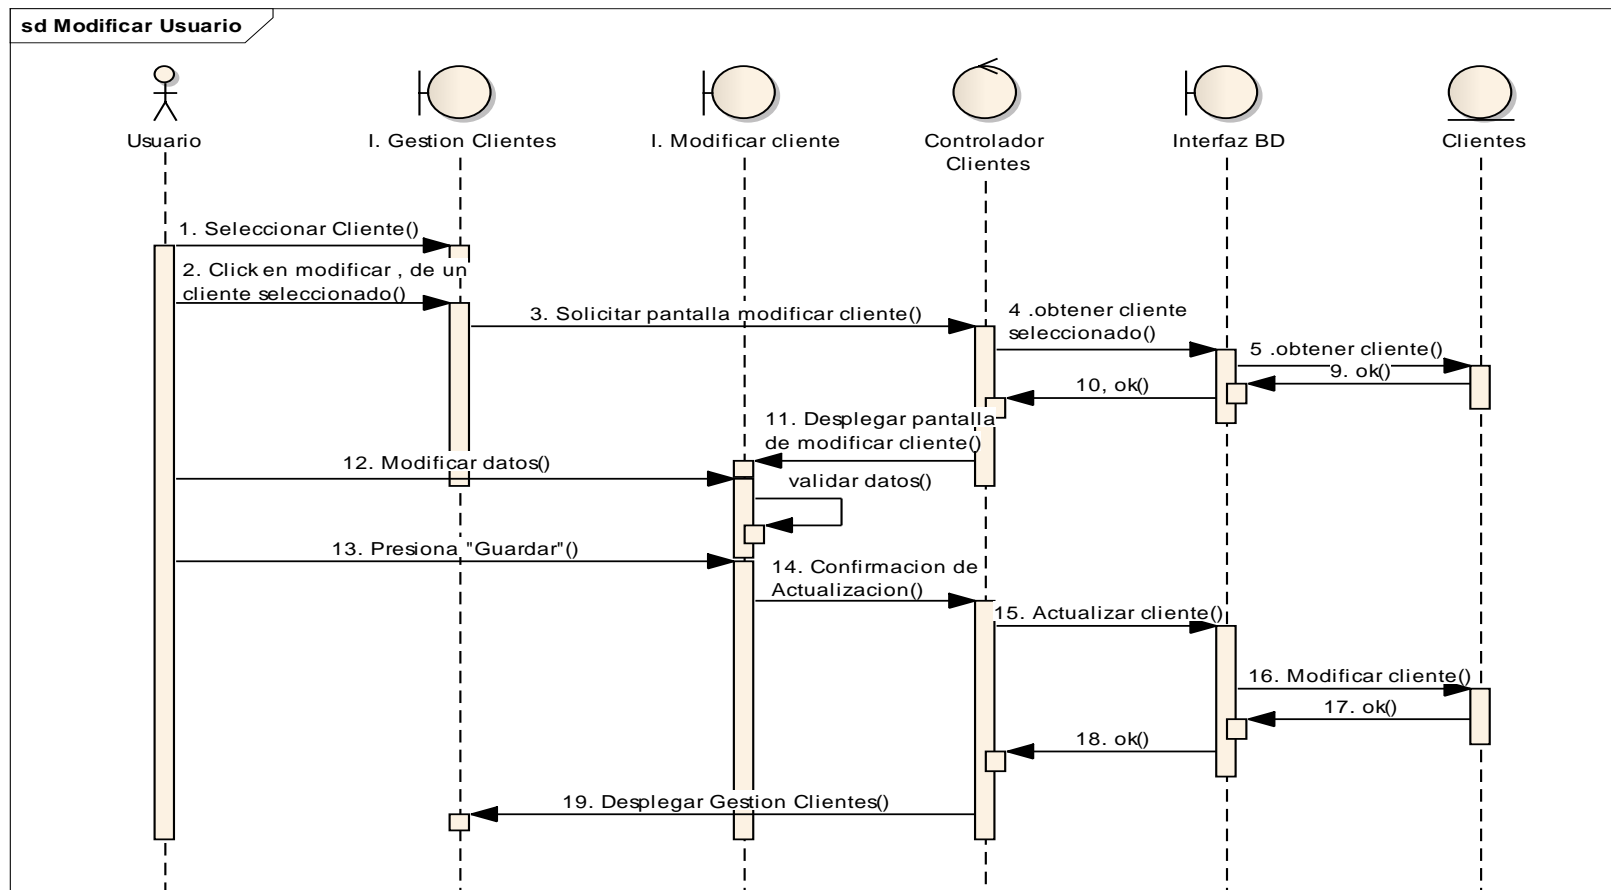 sd Modificar Usuario
Usuario
I. Gestion Clientes
I. Modificar cliente
Controlador
Clientes
Interfaz BD
Clientes
1. Seleccionar Cliente()
2. Click en modificar , de un
cliente seleccionado()
3. Solicitar pantalla modificar cliente()
4 .obtener cliente
seleccionado()
5 .obtener cliente()
9. ok()
10, ok()
11. Desplegar pantalla
de modificar cliente()
12. Modificar datos()
validar datos()
13. Presiona "Guardar"()
14. Confirmacion de
Actualizacion()
15. Actualizar cliente()
16. Modificar cliente()
17. ok()
18. ok()
19. Desplegar Gestion Clientes()